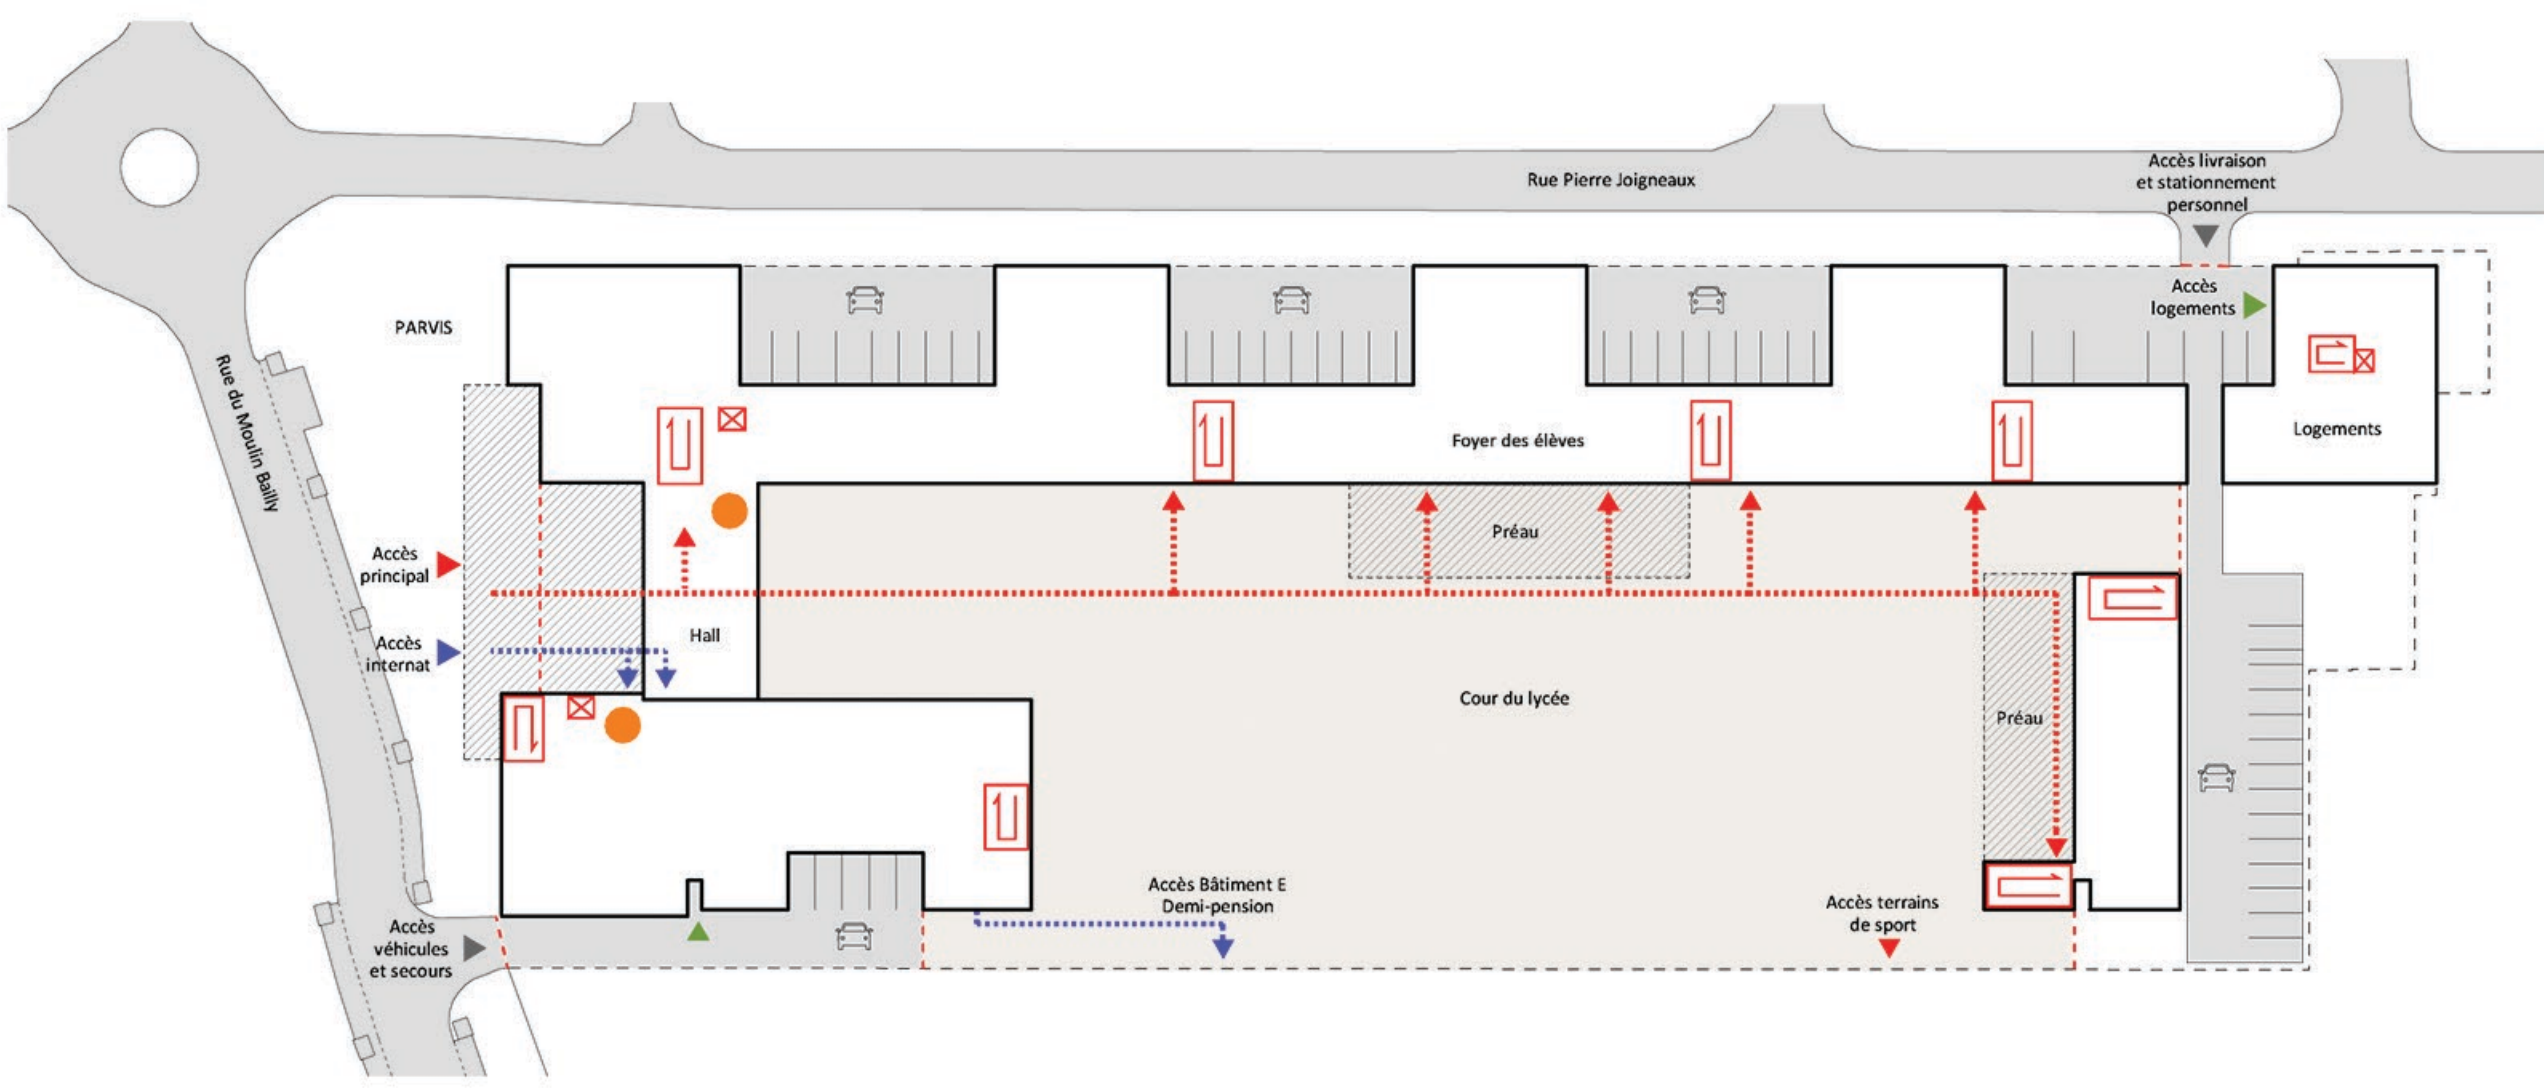 Rue Pierre Joigneaux
Accès livraison
et stationnement
personnel
Accès
logements
PARVIS
Rue du Moulin Bailly
Foyer des élèves
Logements
Préau
Accès
principal
Hall
Accès
internat
Cour du lycée
Préau
Accès Bâtiment E
Demi-pension
Accès terrains
de sport
Accès
véhicules
et secours